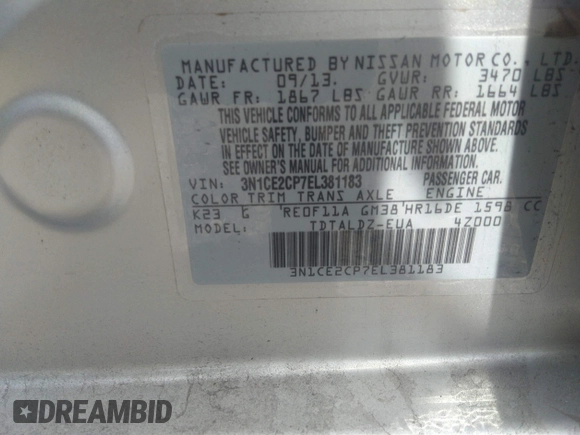 MANUFACTURED BY NISSAN MOTOR CO., LTD.
DATE: 09/13. GVWR: 3470 LBS
GAWR FR: 1867 LBS GAWR RR: 1664 LBS
THIS VEHICLE CONFORMS TO ALL APPLICABLE FEDERAL MOTOR
VEHICLE SAFETY, BUMPER AND THEFT PREVENTION STANDARDS
IN EFFECT ON THE DATE OF MANUFACTURE SHOWN ABOVE.
SEE OWNER'S MANUAL FOR ADDITIONAL INFORMATION.
VIN: 3N1CE2CP7EL381183 PASSENGER CAR.
COLOR TRIM TRANS AXLE ENGINE
K23 G 'RE0F11A GM38'HR16DE 1598 CC
MODEL: TDTALDZ-EUA 4Z000
3N1CE2CP7EL381183
DREAMBID